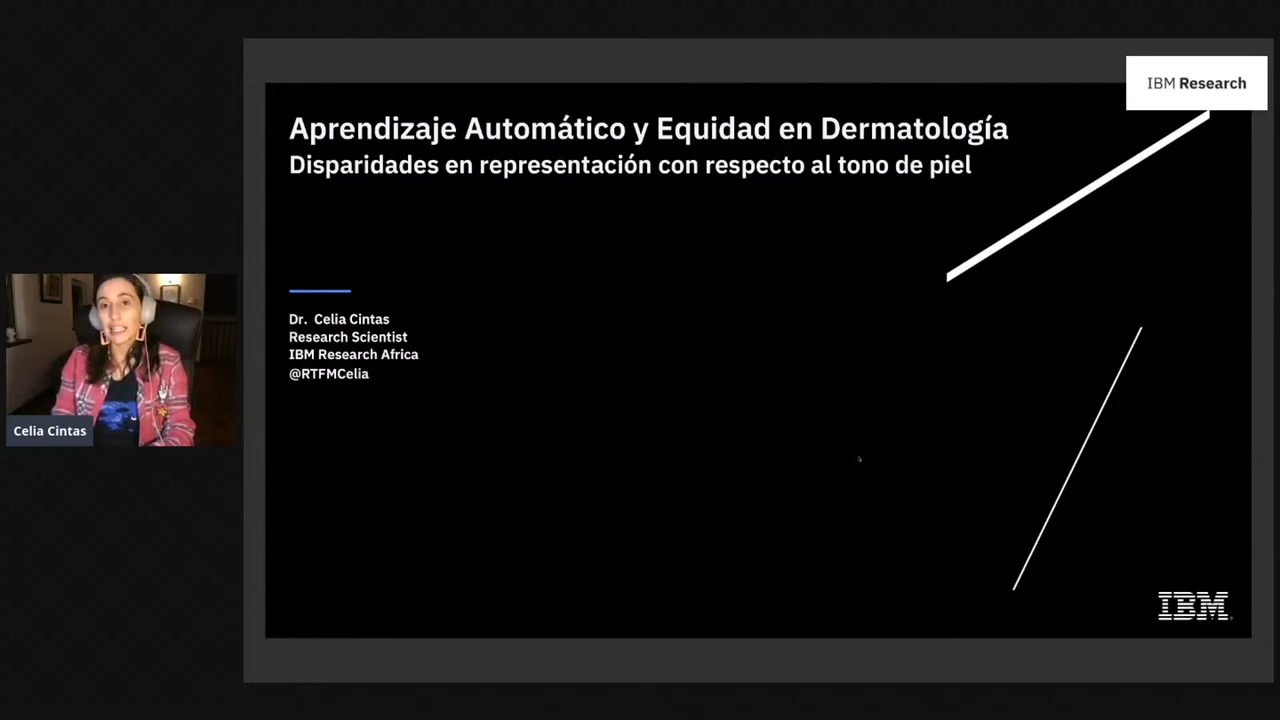 IBM Research
Aprendizaje Automático y Equidad en Dermatología
Disparidades en representación con respecto al tono de piel
Dr. Celia Cintas
Research Scientist
IBM Research Africa
@RTFMCelia
Celia Cintas
IBM